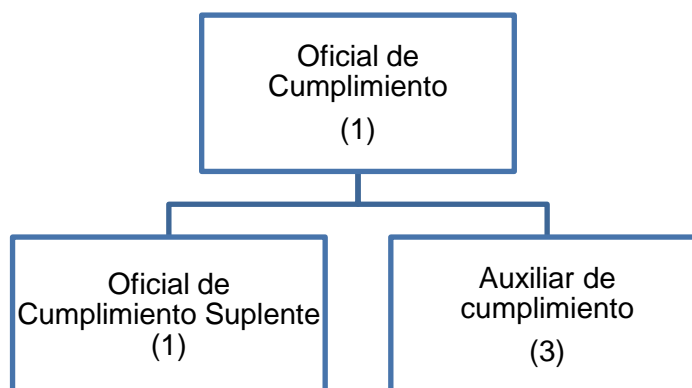 Oficial de
Cumplimiento
(1)
Oficial de
Cumplimiento Suplente
(1)
Auxiliar de
cumplimiento
(3)